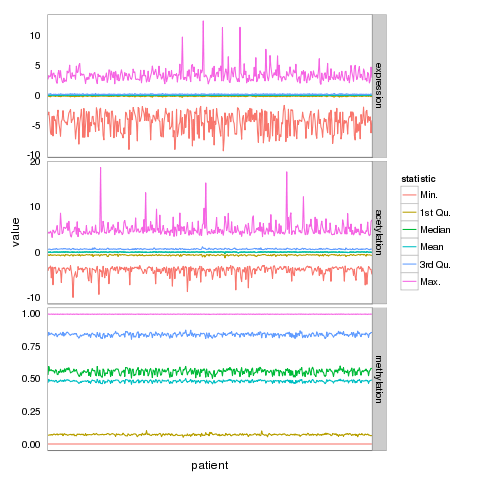 10
5
0
-5
-10
expression
20
10
0
-10
acetylation
1.00
0.75
0.50
0.25
0.00
methylation
value
patient
statistic
Min.
1st Qu.
Median
Mean
3rd Qu.
Max.